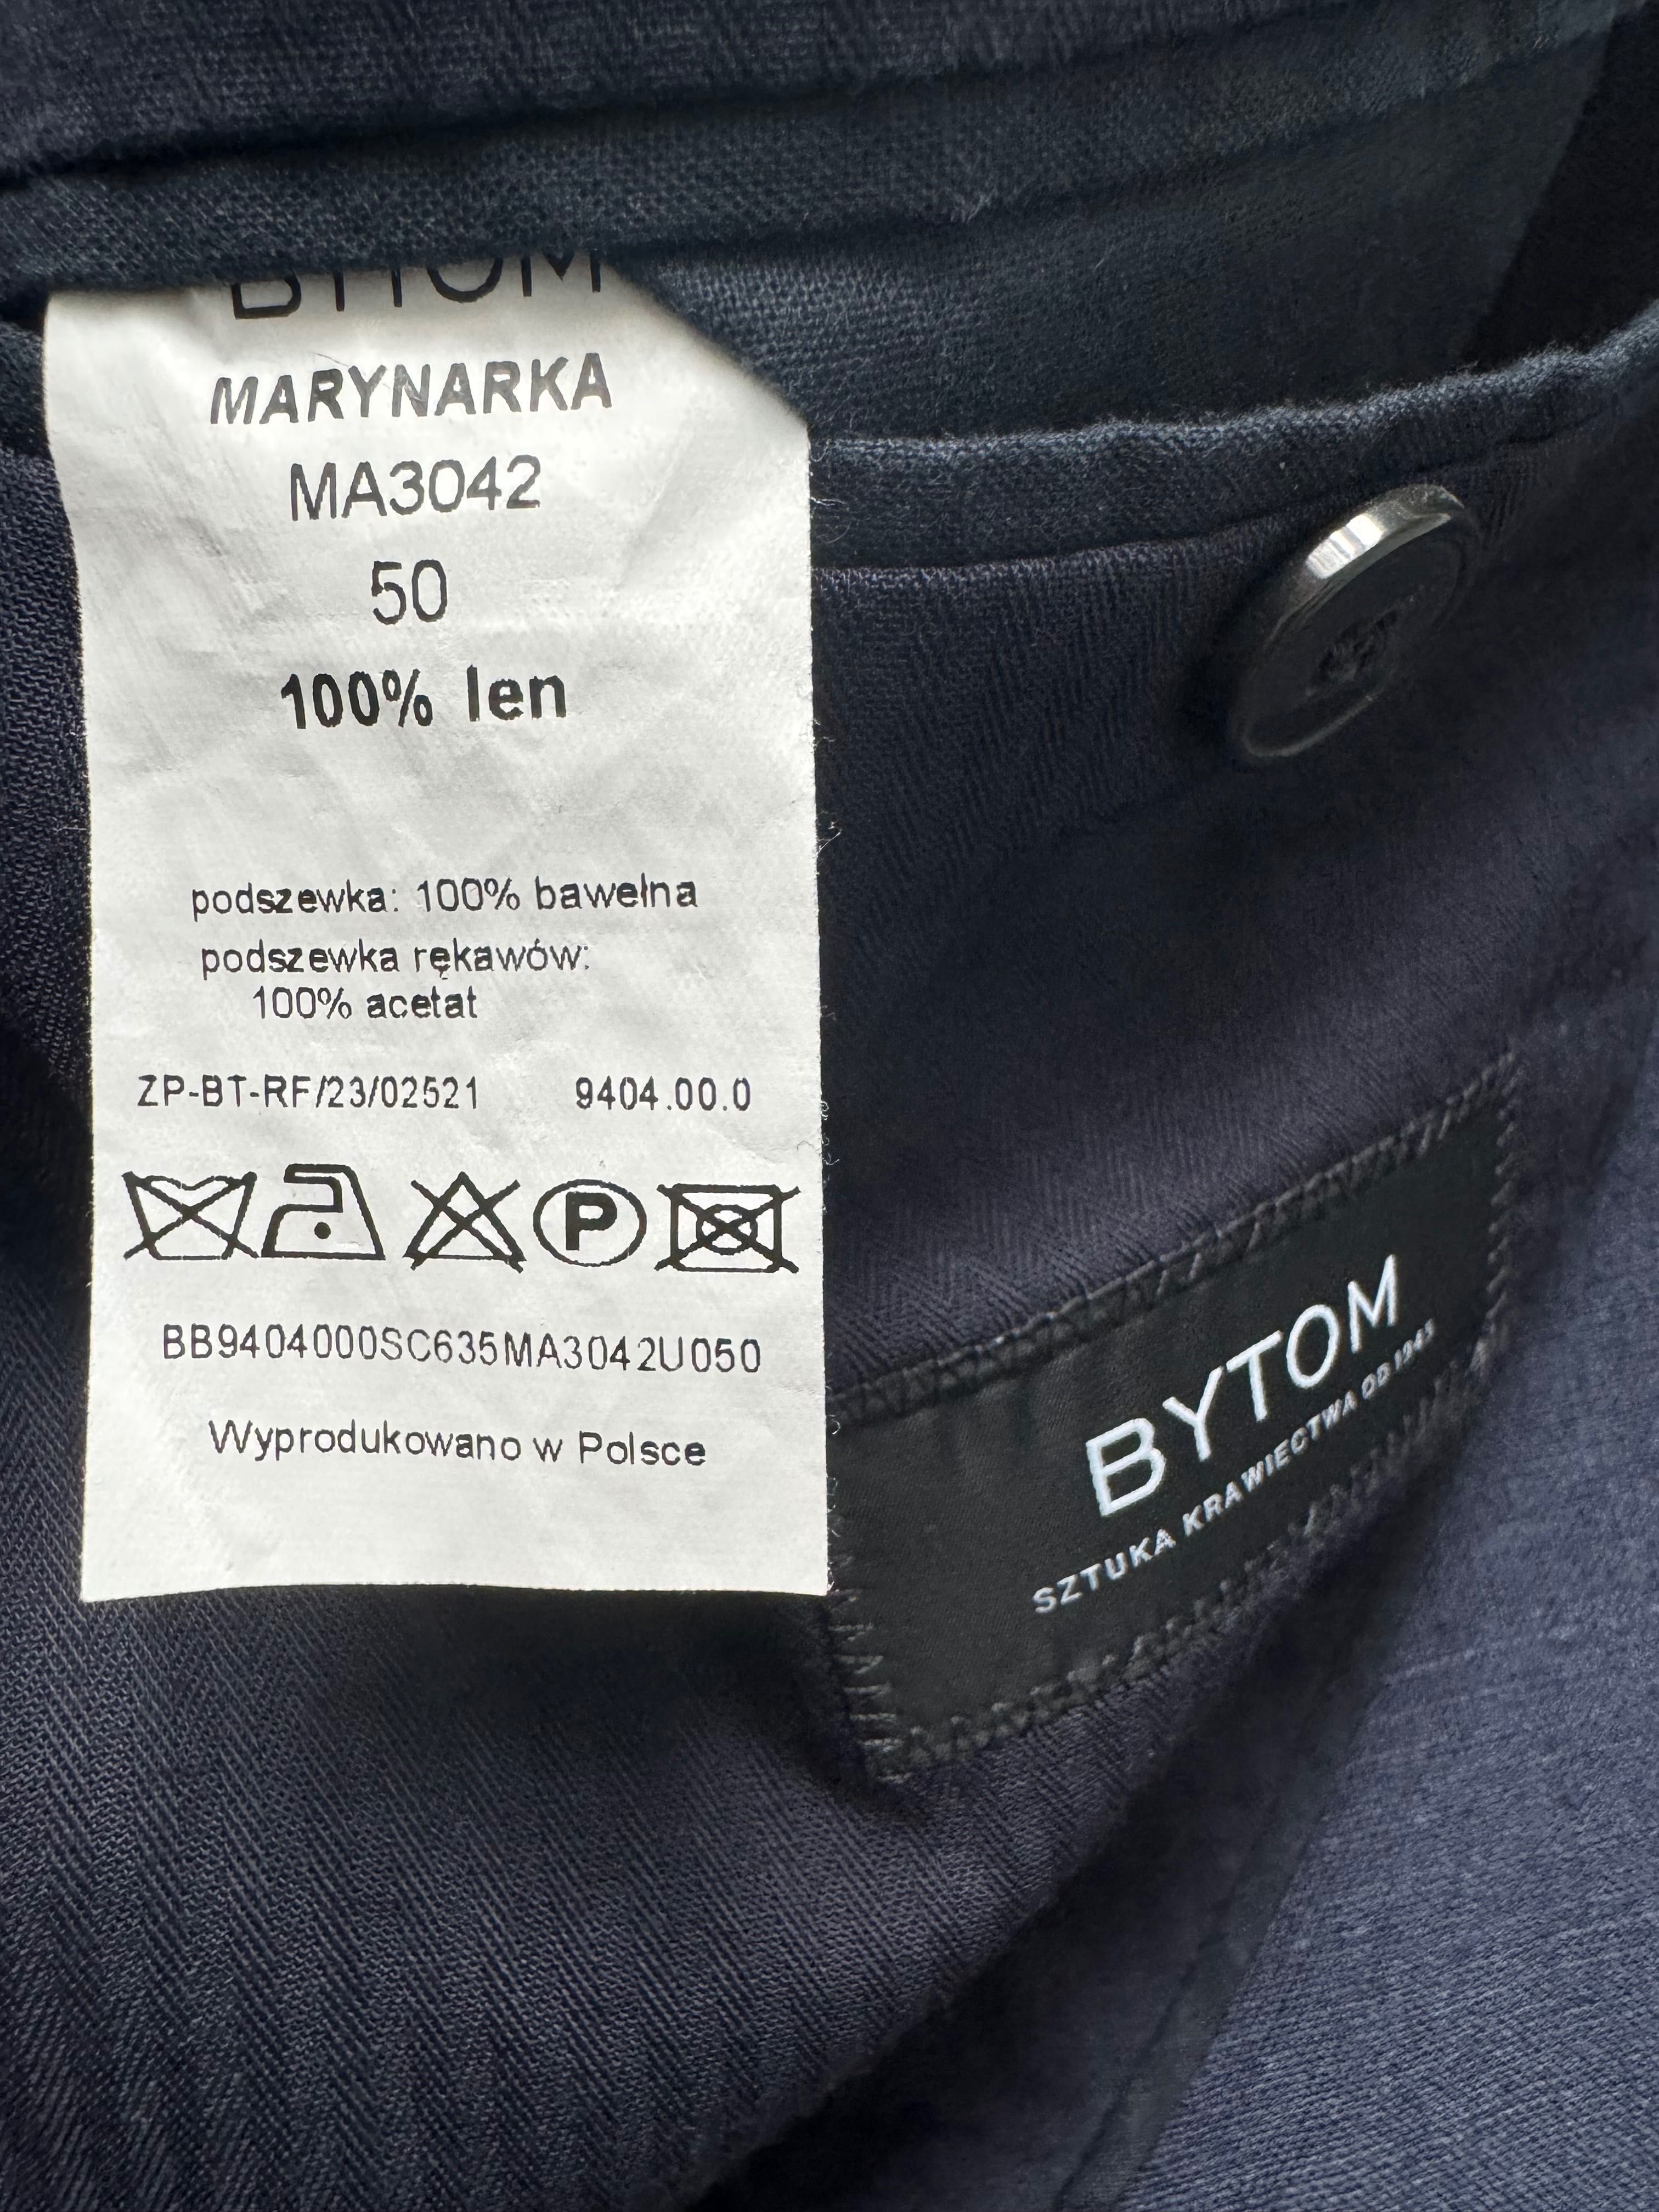 BYTOM
MARYNARKA
MA3042
50
100% len
podszewka: 100% bawełna
podszewka rękawów:
100% acetat
ZP-BT-RF/23/02521 9404.00.0
P
BB9404000SC635MA3042U050
Wyprodukowano w Polsce
BYTOM
SZTUKA KRAWIECTWA OD 1945